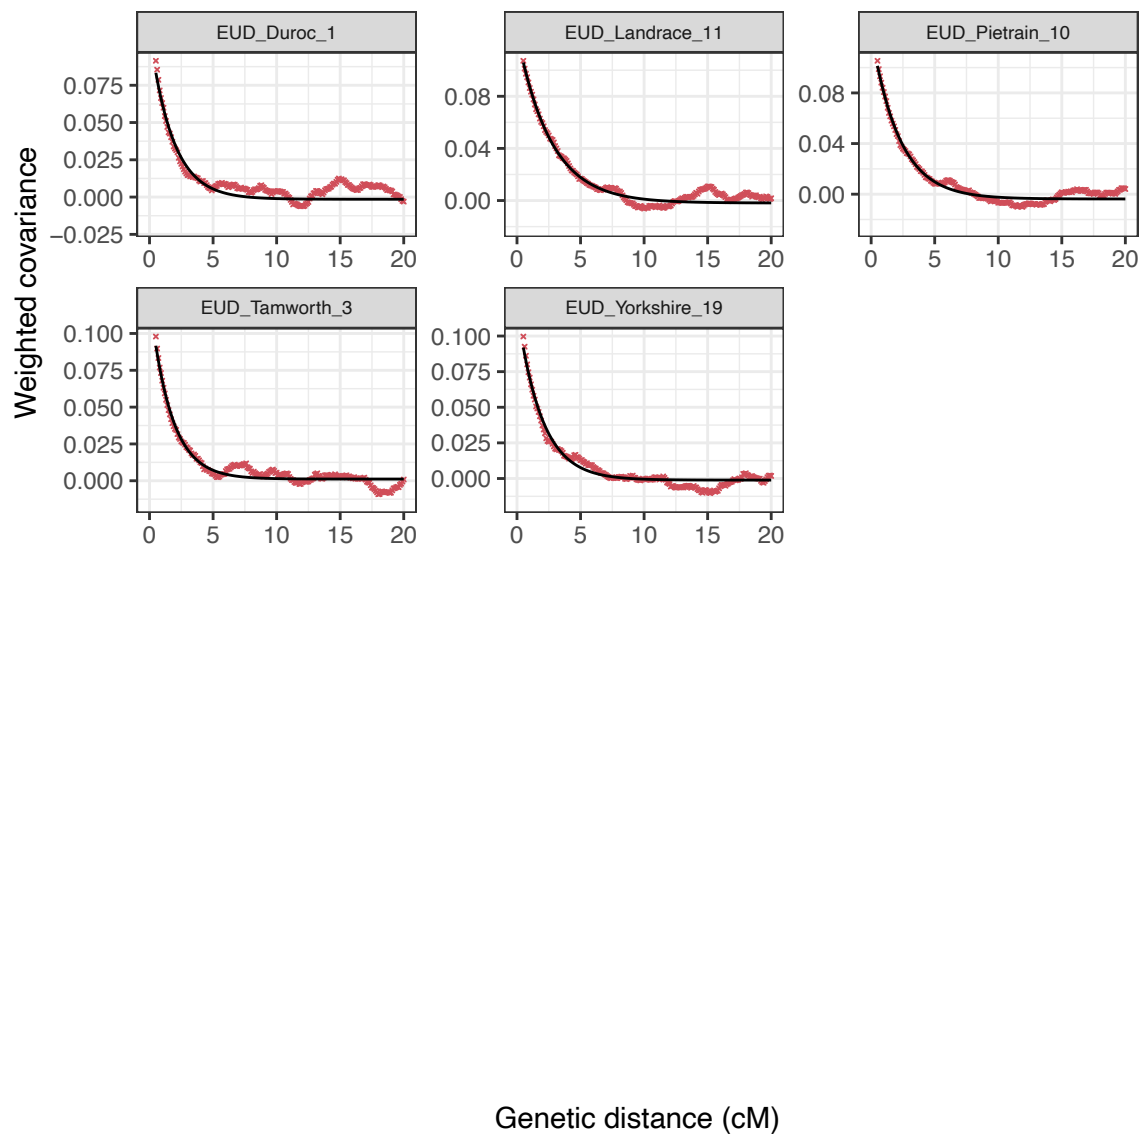 EUD_Duroc_1
EUD_Landrace_11
EUD_Pietrain_10
0.075
0.050
0.025
0.000
−0.025
0 5 10 15 20
0.08
0.04
0.00
0 5 10 15 20
0.08
0.04
0.00
0 5 10 15 20
Weighted covariance
EUD_Tamworth_3
EUD_Yorkshire_19
0.100
0.075
0.050
0.025
0.000
0 5 10 15 20
0.100
0.075
0.050
0.025
0.000
0 5 10 15 20
Genetic distance (cM)